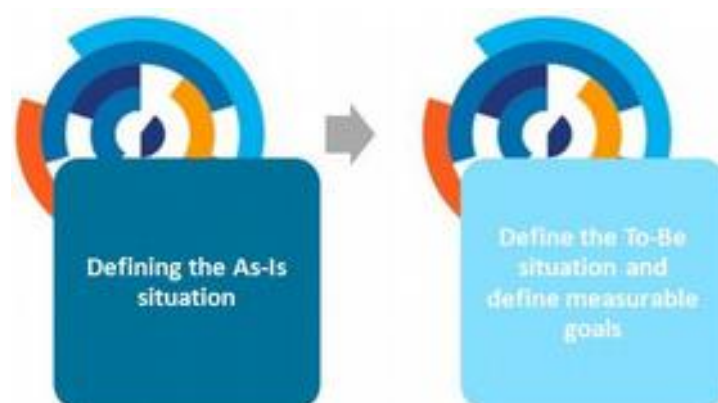 Defining the As-Is
situation
Define the To-Be
situation and
define measurable
goals